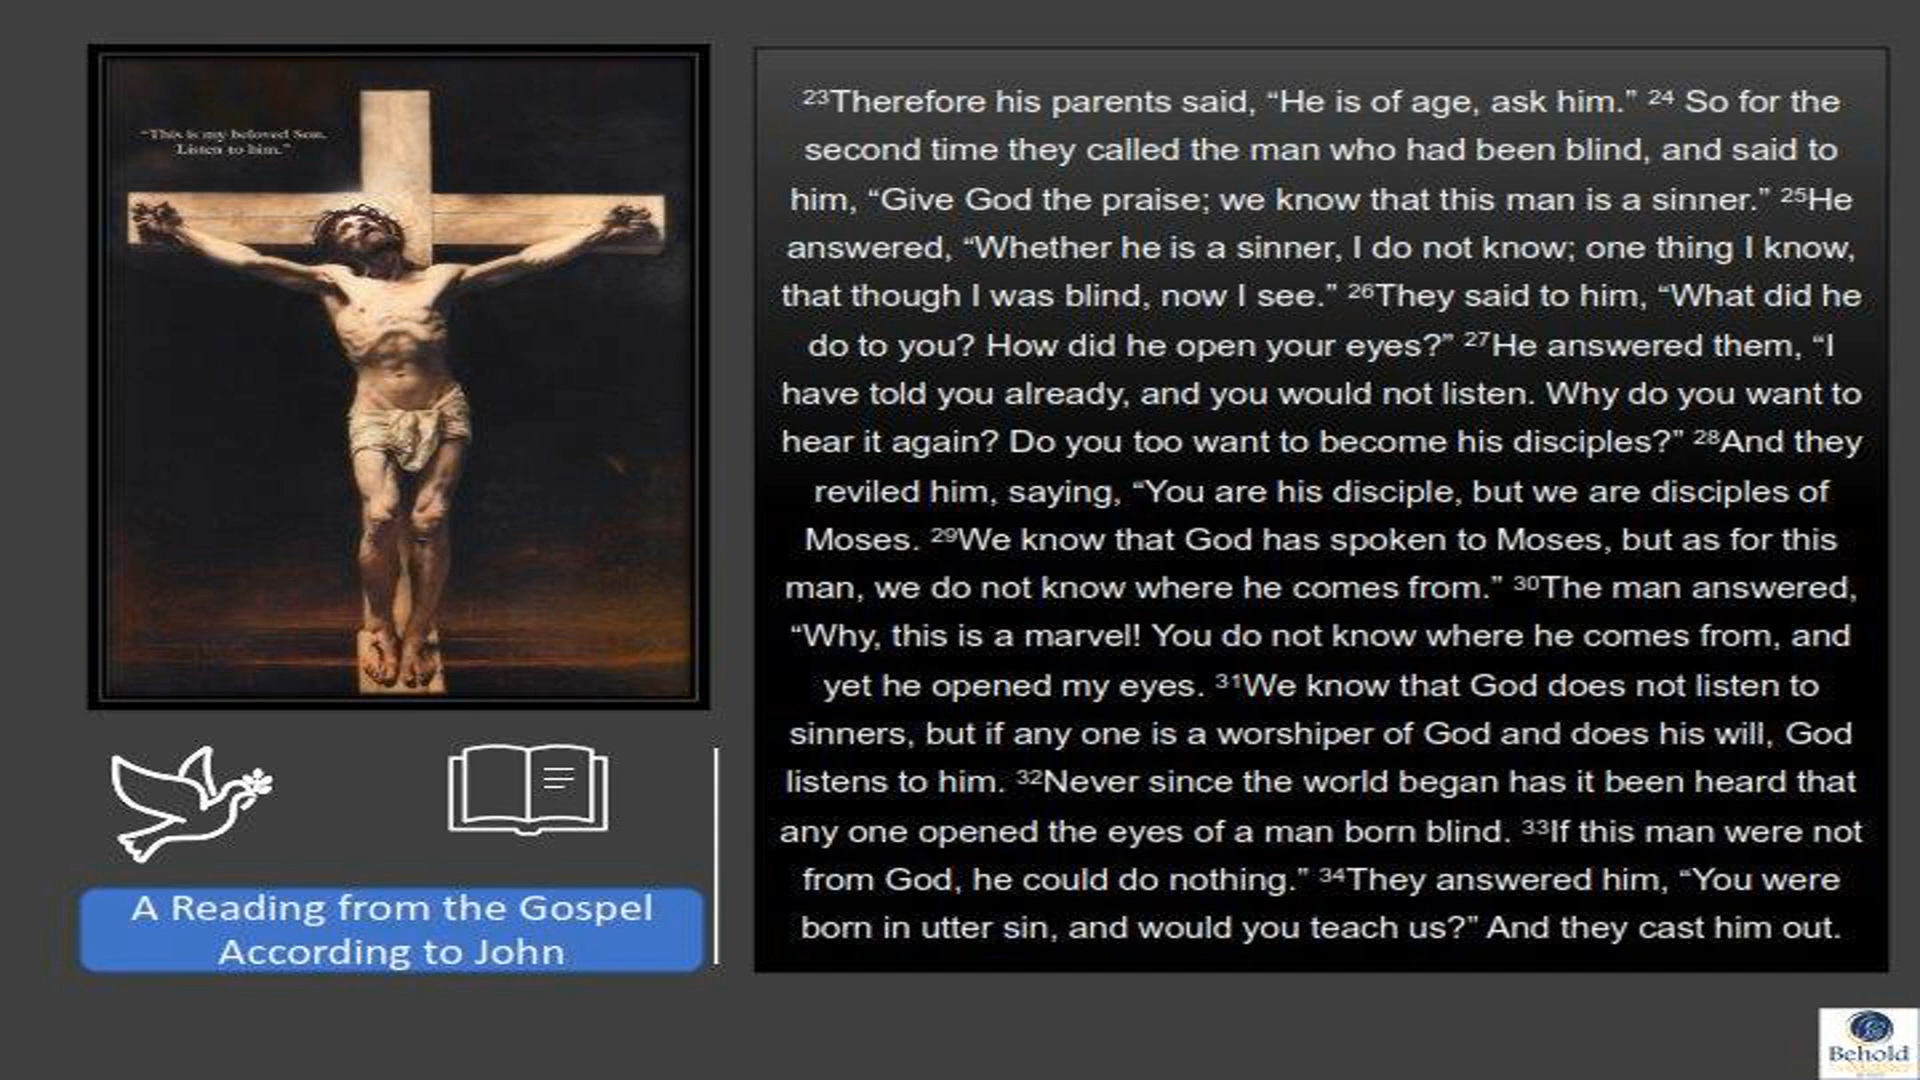 “This is my beloved Son.
Listen to him.”
A Reading from the Gospel
According to John
²³Therefore his parents said, “He is of age, ask him.” ²⁴ So for the
second time they called the man who had been blind, and said to
him, “Give God the praise; we know that this man is a sinner.” ²⁵He
answered, “Whether he is a sinner, I do not know; one thing I know,
that though I was blind, now I see.” ²⁶They said to him, “What did he
do to you? How did he open your eyes?” ²⁷He answered them, “I
have told you already, and you would not listen. Why do you want to
hear it again? Do you too want to become his disciples?” ²⁸And they
reviled him, saying, “You are his disciple, but we are disciples of
Moses. ²⁹We know that God has spoken to Moses, but as for this
man, we do not know where he comes from.” ³⁰The man answered,
“Why, this is a marvel! You do not know where he comes from, and
yet he opened my eyes. ³¹We know that God does not listen to
sinners, but if any one is a worshiper of God and does his will, God
listens to him. ³²Never since the world began has it been heard that
any one opened the eyes of a man born blind. ³³If this man were not
from God, he could do nothing.” ³⁴They answered him, “You were
born in utter sin, and would you teach us?” And they cast him out.
Behold